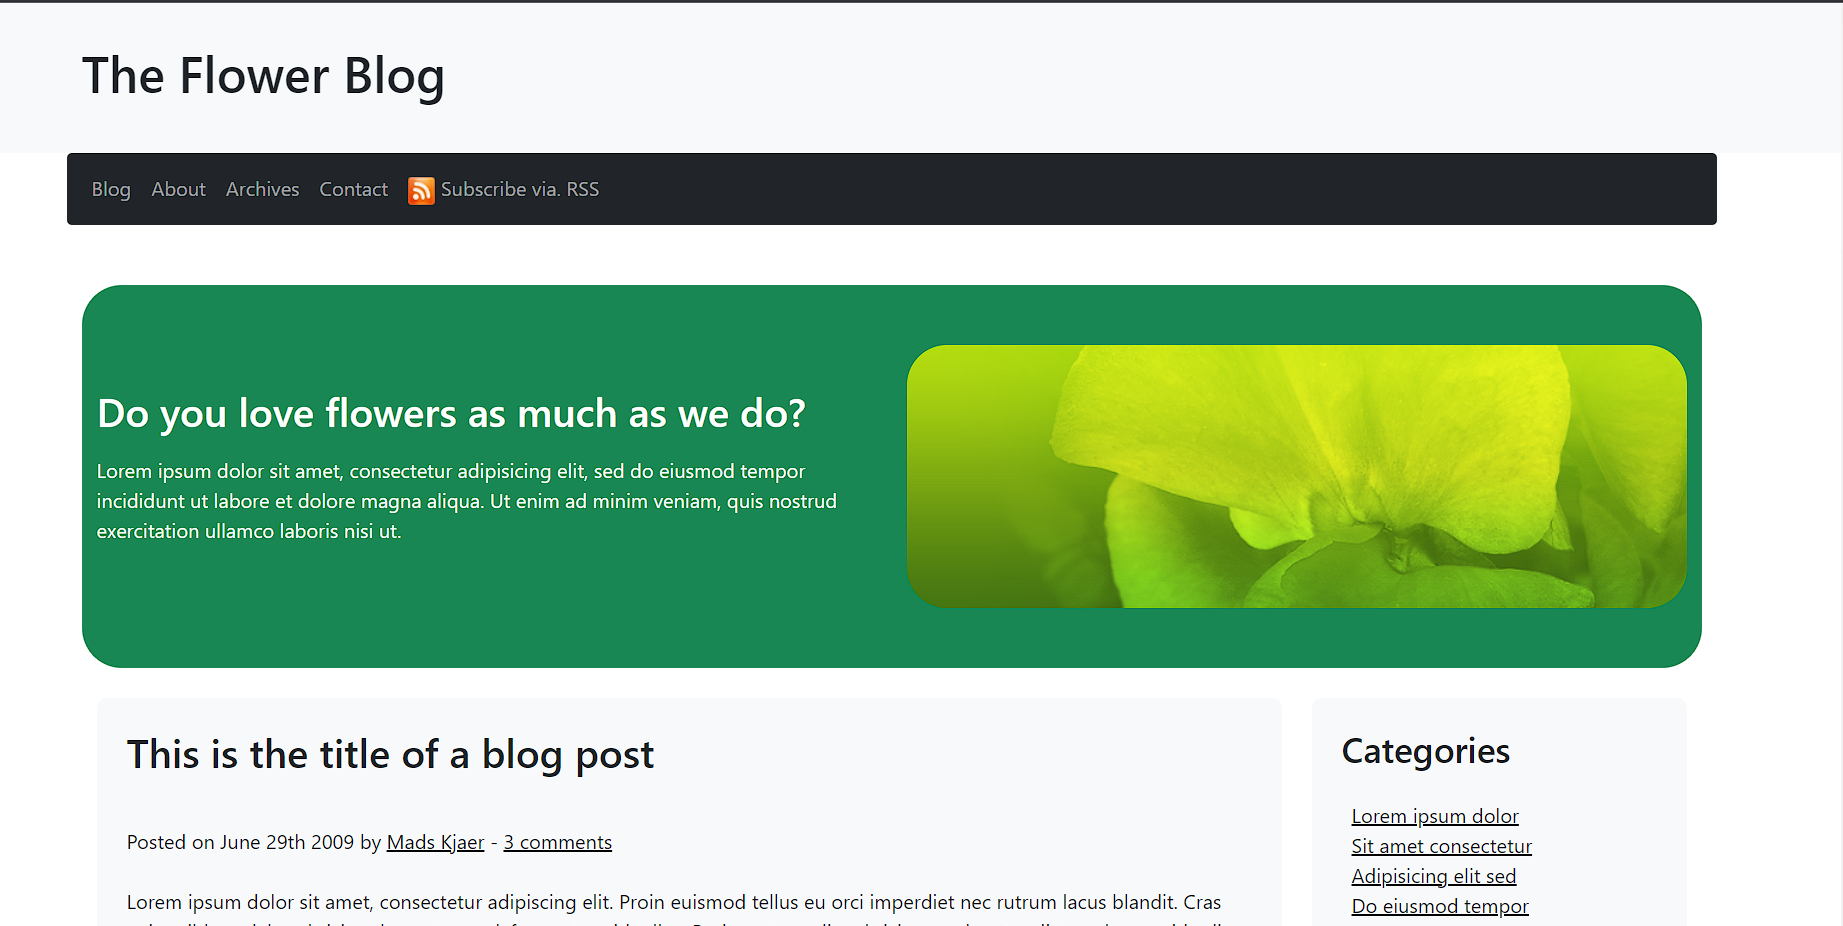 The Flower Blog
Blog About Archives Contact Subscribe via. RSS
Do you love flowers as much as we do?
Lorem ipsum dolor sit amet, consectetur adipisicing elit, sed do eiusmod tempor
incididunt ut labore et dolore magna aliqua. Ut enim ad minim veniam, quis nostrud
exercitation ullamco laboris nisi ut.
This is the title of a blog post
Posted on June 29th 2009 by Mads Kjaer - 3 comments
Lorem ipsum dolor sit amet, consectetur adipiscing elit. Proin euismod tellus eu orci imperdiet nec rutrum lacus blandit. Cras
Categories
Lorem ipsum dolor
Sit amet consectetur
Adipisicing elit sed
Do eiusmod tempor